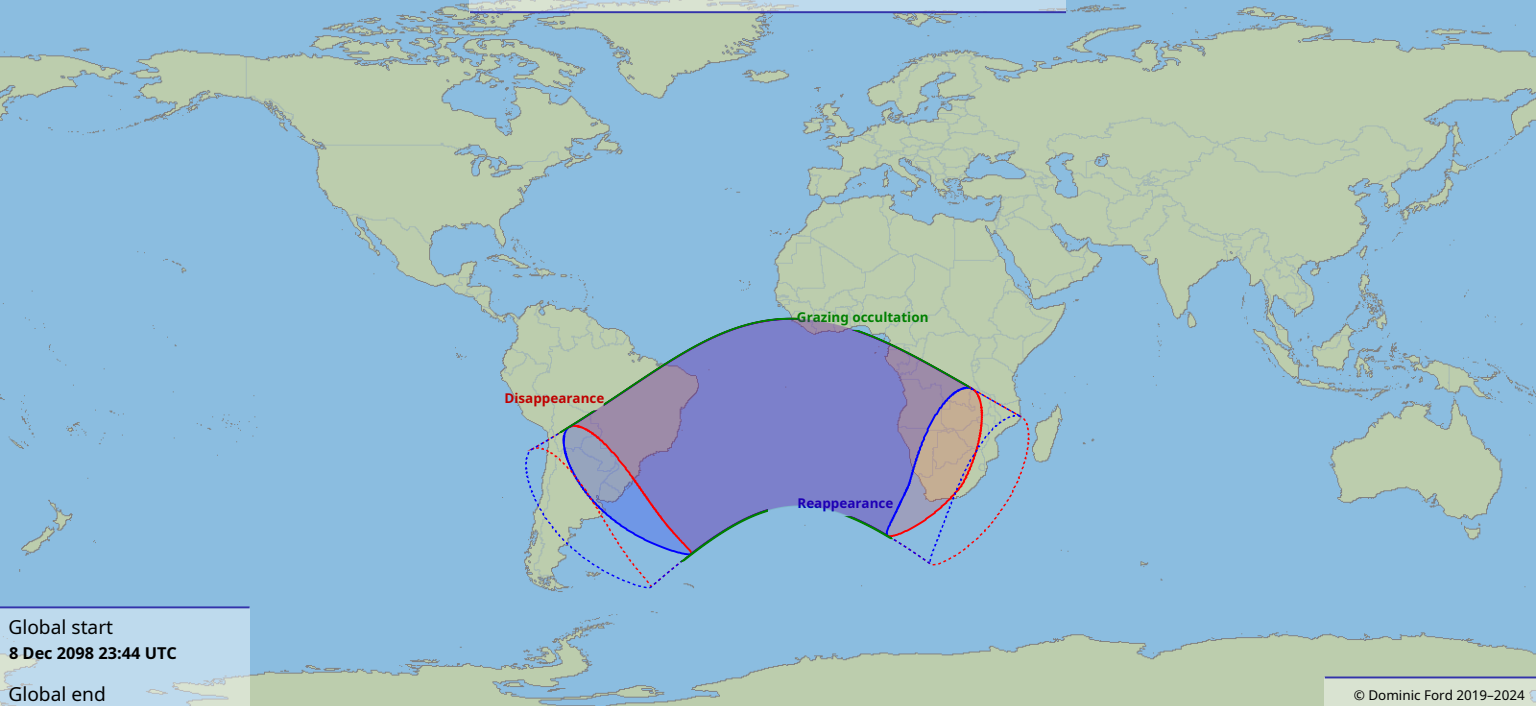 Grazing occultation
Disappearance
Reappearance
Global start
8 Dec 2098 23:44 UTC
Global end
© Dominic Ford 2019–2024